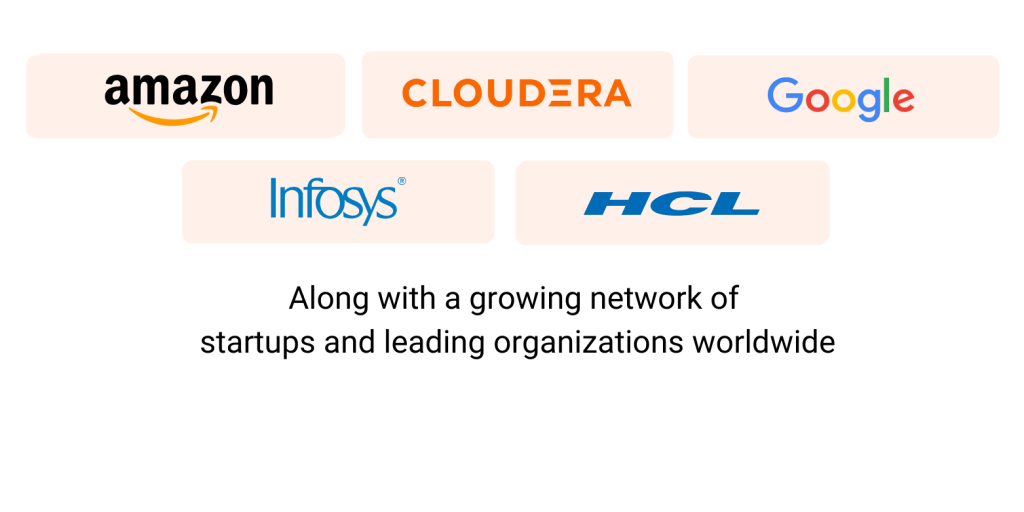 amazon CLOUDERA Google
Infosys® HCL
Along with a growing network of
startups and leading organizations worldwide